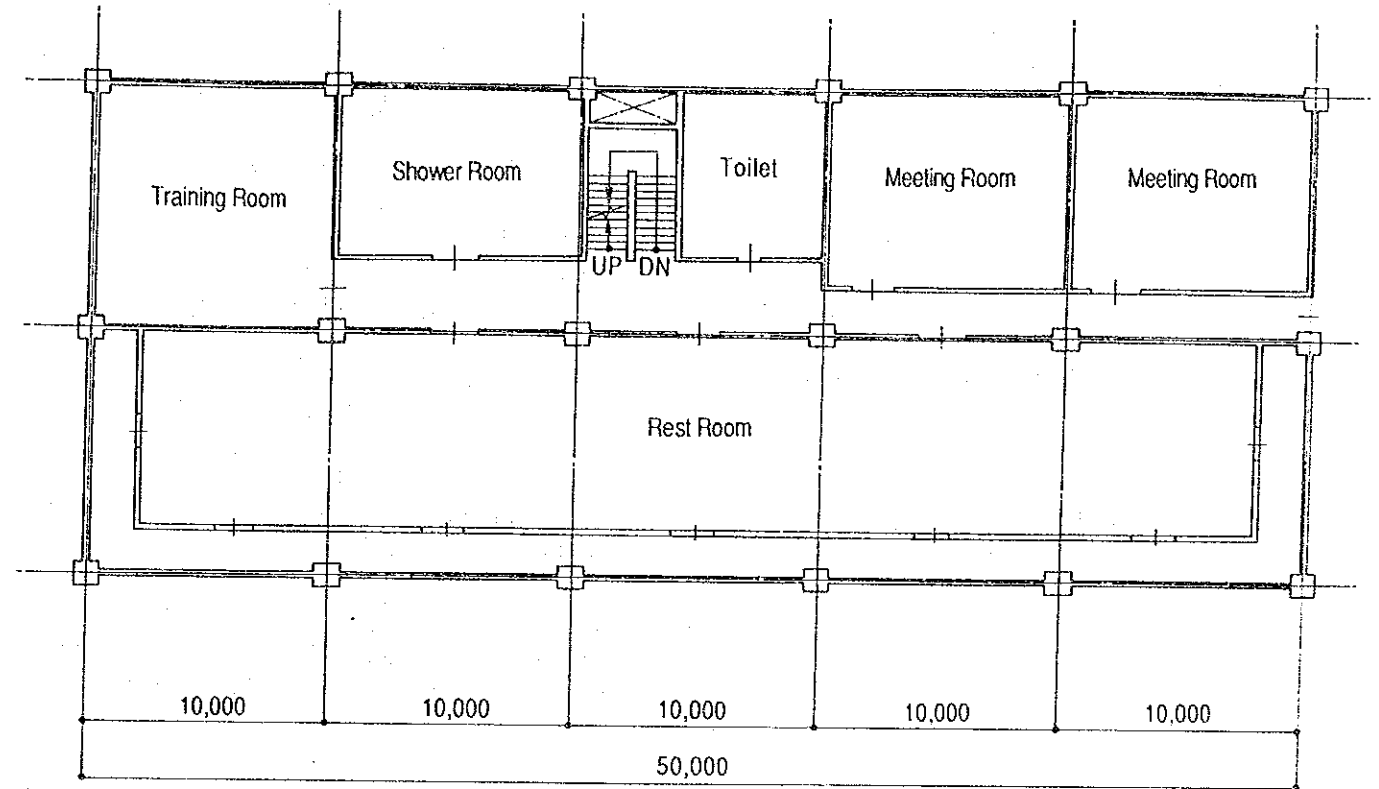 Training Room
Shower Room
Toilet
Meeting Room
Meeting Room
UP DN
Rest Room
10,000 10,000 10,000 10,000 10,000
50,000